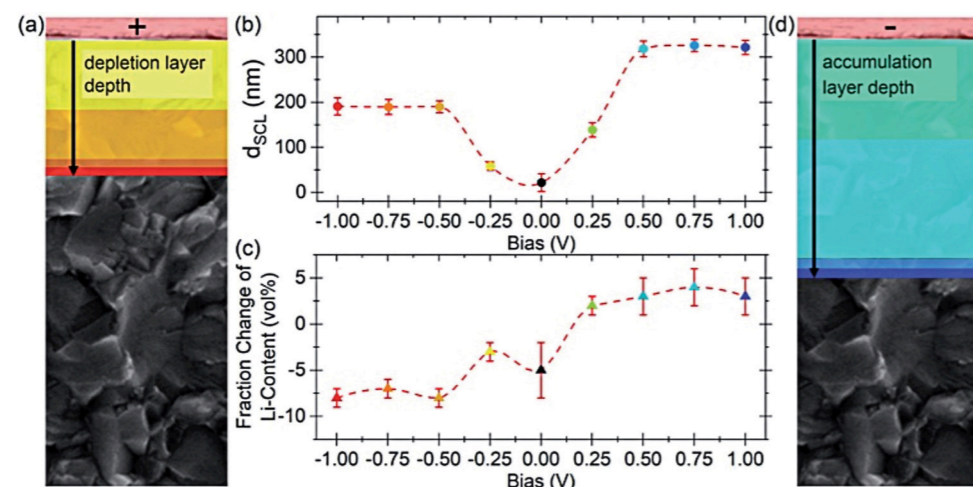 (a)
+
depletion layer
depth
(b)
d_SCL (nm)
300
200
100
0
-1.00 -0.75 -0.50 -0.25 0.00 0.25 0.50 0.75 1.00
Bias (V)
(c)
Fraction Change of
Li-Content (vol%)
5
0
-5
-10
-1.00 -0.75 -0.50 -0.25 0.00 0.25 0.50 0.75 1.00
Bias (V)
(d)
-
accumulation
layer depth